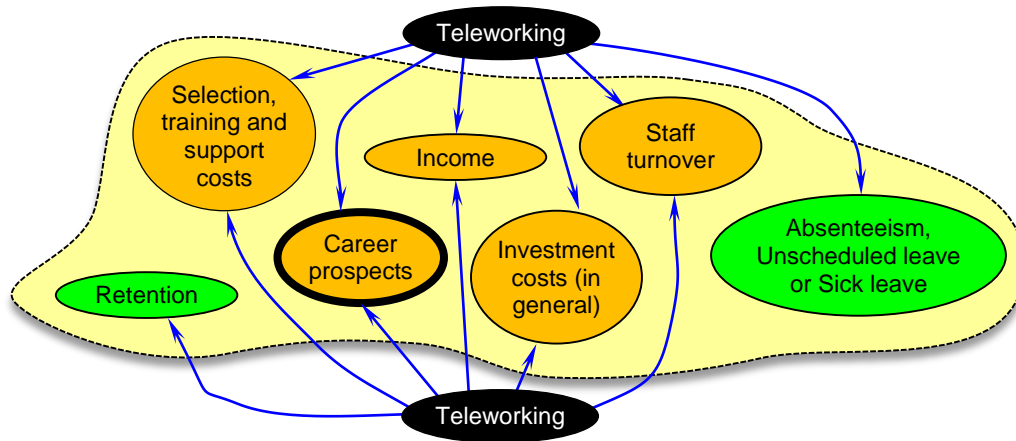 Teleworking
Selection,
training and
support
costs
Income
Staff
turnover
Career
prospects
Investment
costs (in
general)
Absenteeism,
Unscheduled leave
or Sick leave
Retention
Teleworking